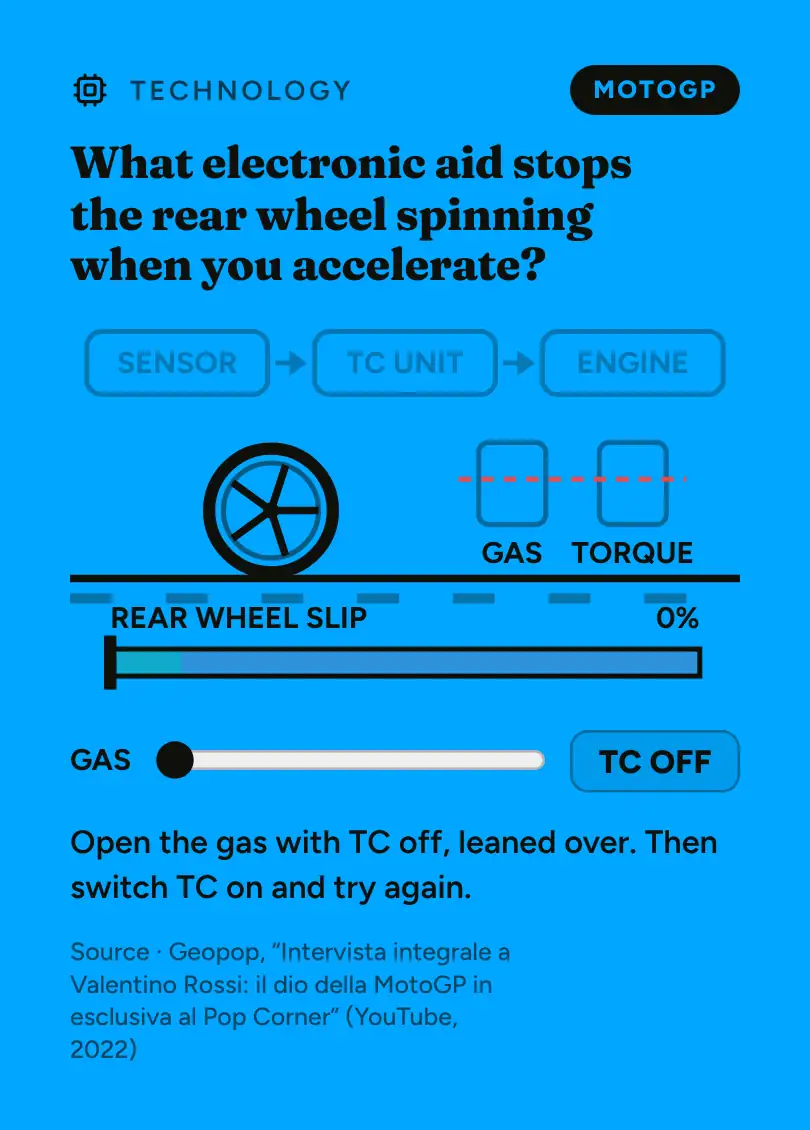 TECHNOLOGY
MOTOGP
What electronic aid stops
the rear wheel spinning
when you accelerate?
SENSOR
TC UNIT
ENGINE
GAS
TORQUE
REAR WHEEL SLIP
0%
GAS
TC OFF
Open the gas with TC off, leaned over. Then
switch TC on and try again.
Source · Geopop, “Intervista integrale a
Valentino Rossi: il dio della MotoGP in
esclusiva al Pop Corner” (YouTube,
2022)